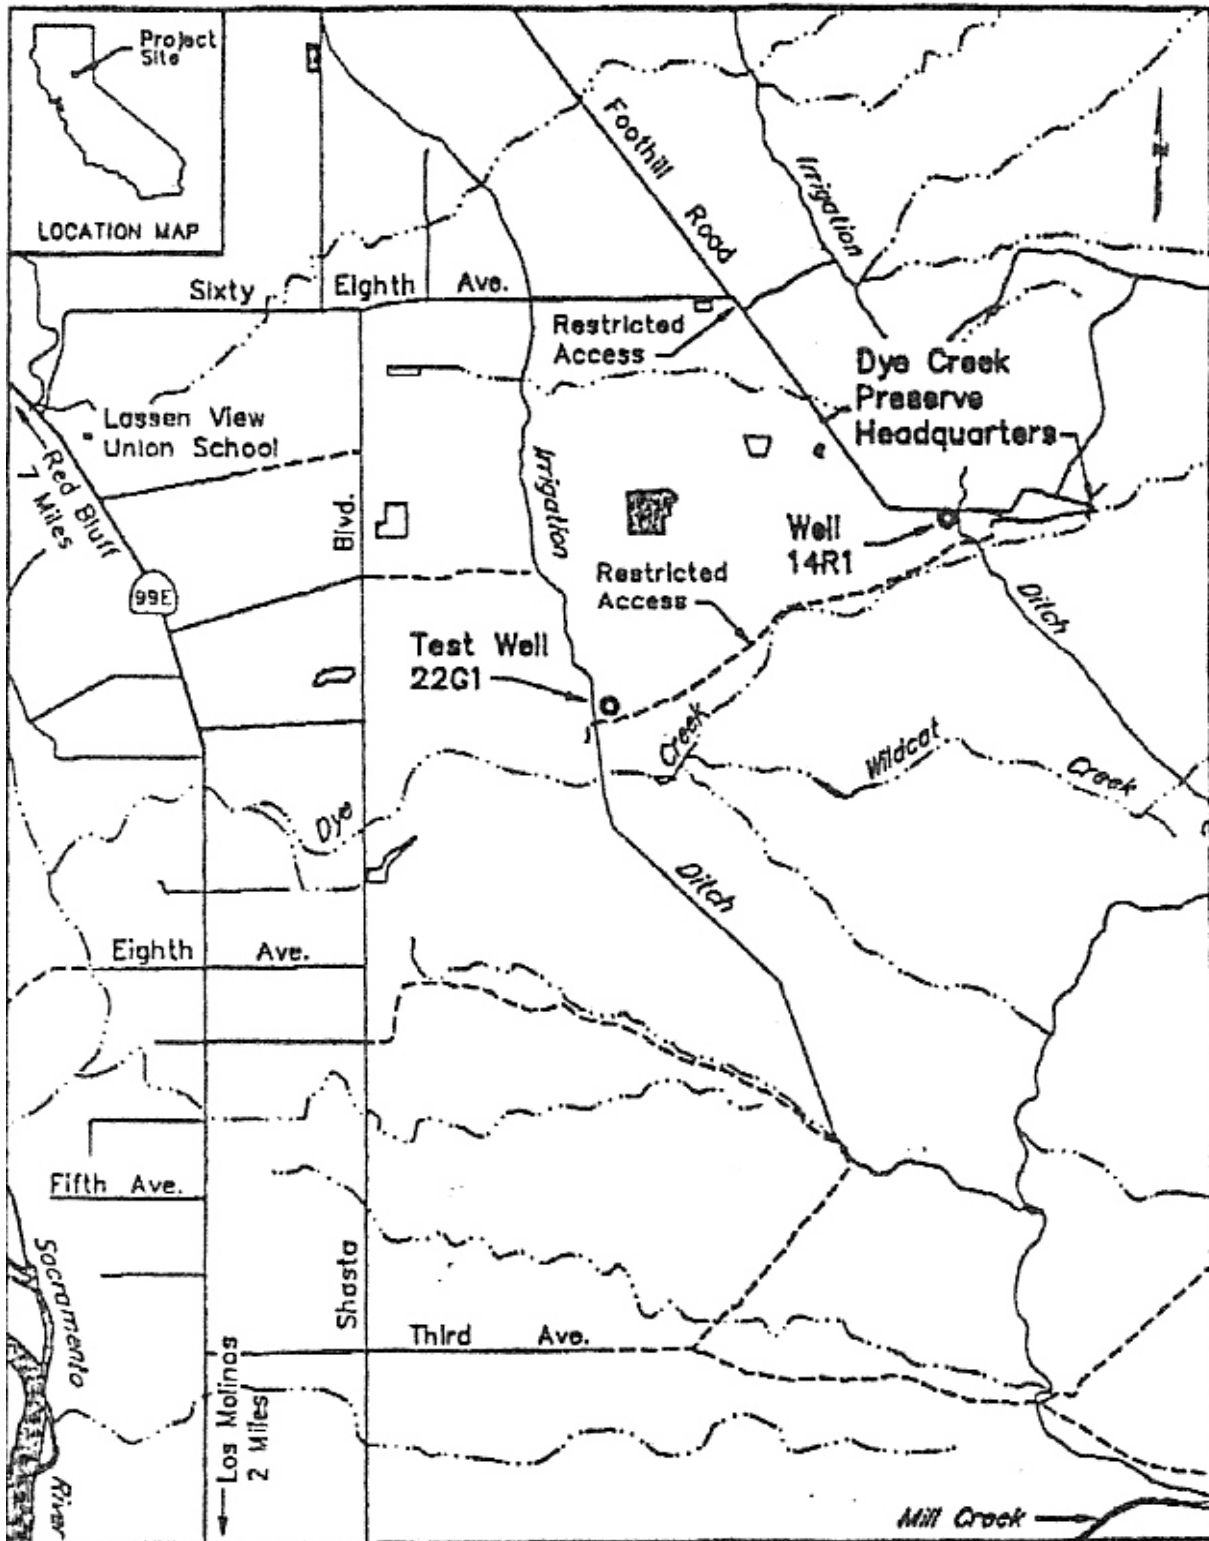 Project
Site
LOCATION MAP
N
Foothill
Road
Irrigation
Sixty Eighth Ave.
Restricted
Access
Dye Creek
Preserve
Headquarters
Lassen View
Union School
Red Bluff
7 Miles
Blvd.
Irrigation
Well
14R1
99E
Restricted
Access
Ditch
Test Well
22G1
Creek
Wildcat
Creek
Dye
Ditch
Eighth Ave.
Fifth Ave.
Sacramento
River
Shasta
Third Ave.
Los Molinos
2 Miles
Mill Creek